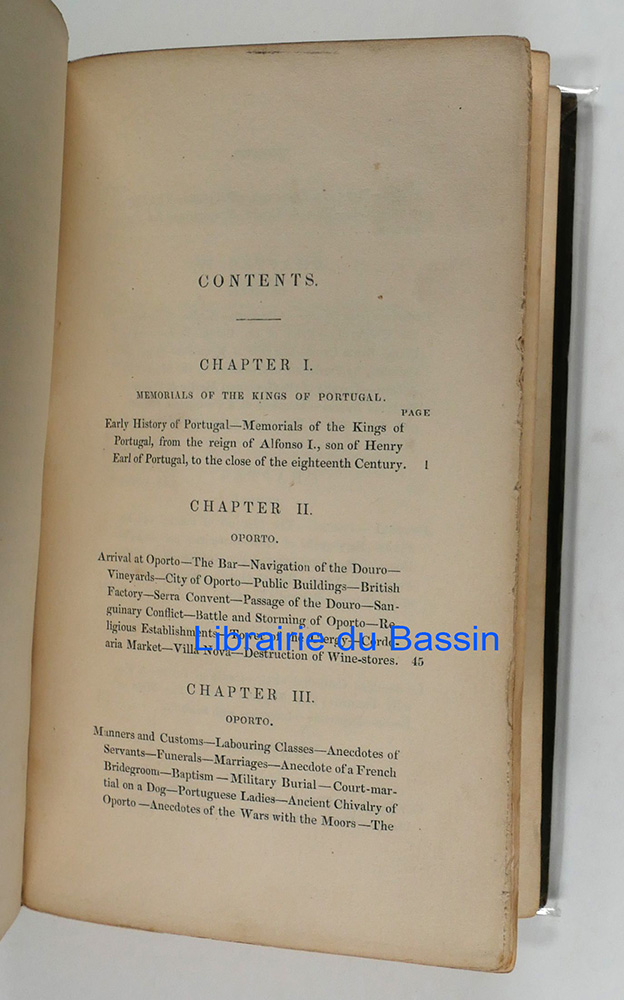 CONTENTS.
CHAPTER I.
MEMORIALS OF THE KINGS OF PORTUGAL.
PAGE
Early History of Portugal—Memorials of the Kings of
Portugal, from the reign of Alfonso I., son of Henry
Earl of Portugal, to the close of the eighteenth Century. 1
CHAPTER II.
OPORTO.
Arrival at Oporto—The Bar—Navigation of the Douro—
Vineyards—City of Oporto—Public Buildings—British
Factory—Serra Convent—Passage of the Douro—San-
guinary Conflict—Battle and Storming of Oporto—Re-
ligious Establishments—Power of the Clergy—Cordo-
aria Market—Villa Nova—Destruction of Wine-stores. 45
Librairie du Bassin
CHAPTER III.
OPORTO.
Manners and Customs—Labouring Classes—Anecdotes of
Servants—Funerals—Marriages—Anecdote of a French
Bridegroom—Baptism—Military Burial—Court-mar-
tial on a Dog—Portuguese Ladies—Ancient Chivalry of
Oporto—Anecdotes of the Wars with the Moors—The